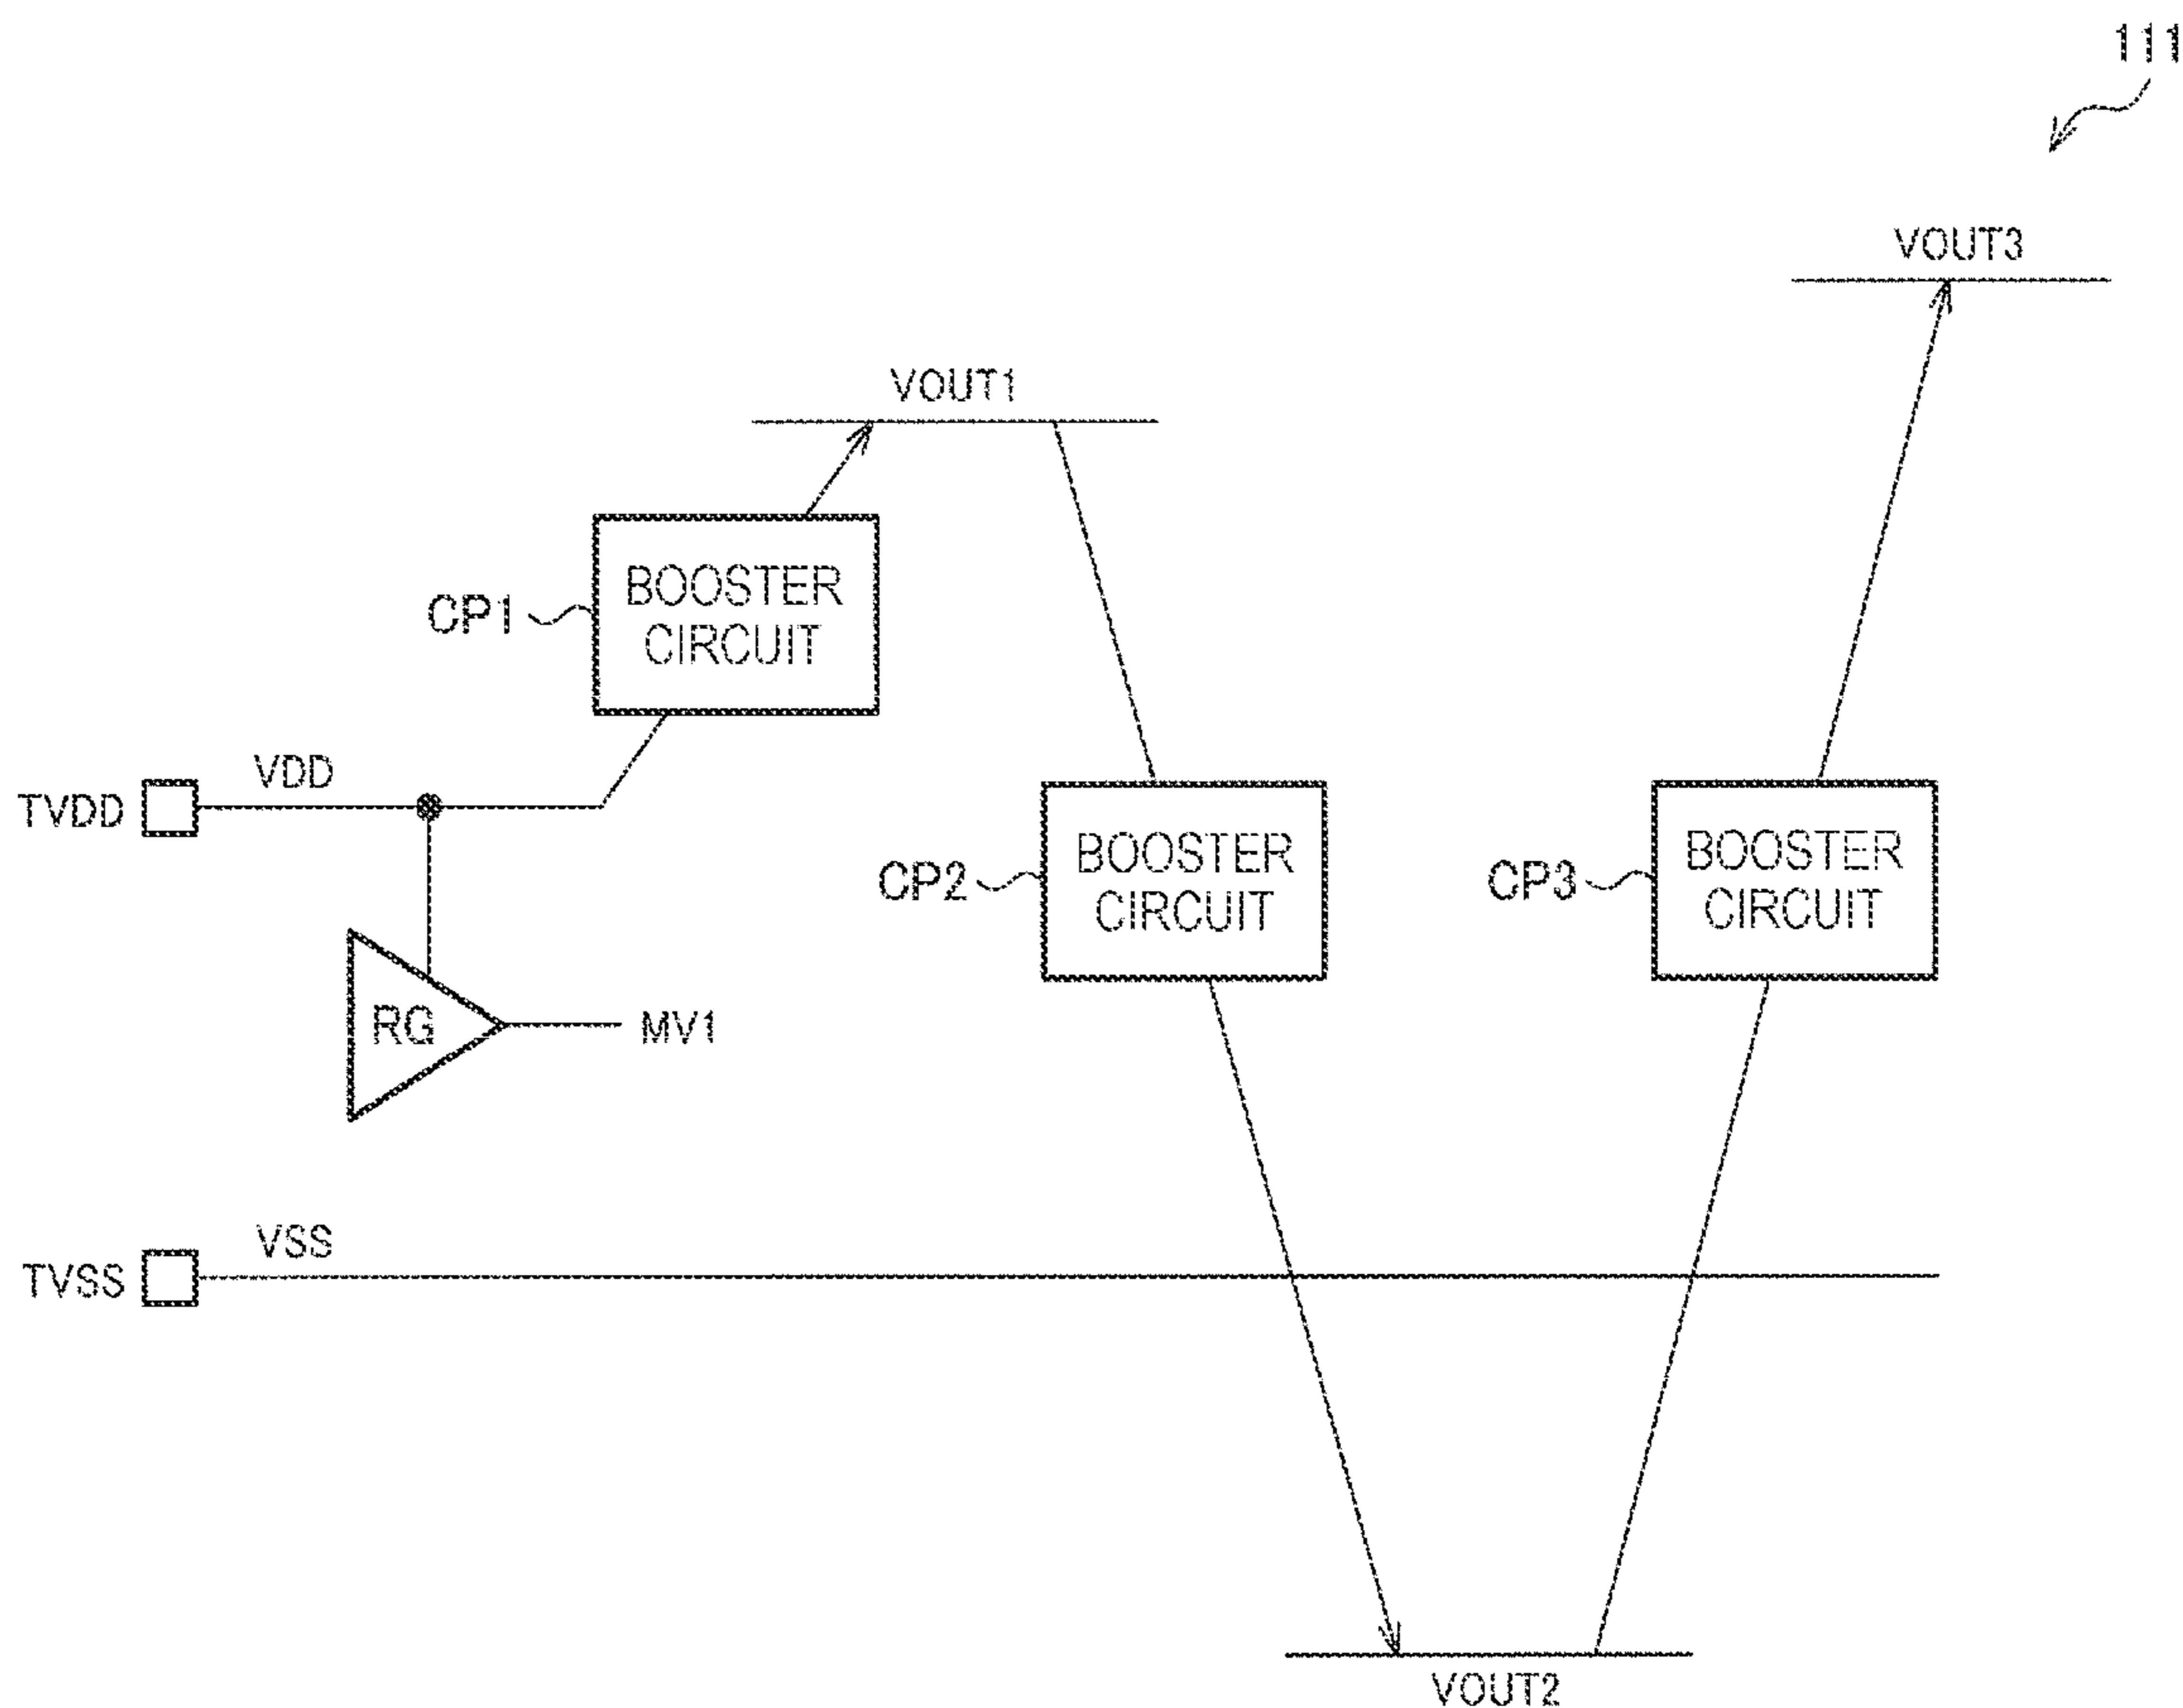 111
VOUT3
VOUT1
BOOSTER
CIRCUIT
CP1
VDD
TVDD
BOOSTER
CIRCUIT
CP2
BOOSTER
CIRCUIT
CP3
RG
MV1
VSS
TVSS
VOUT2